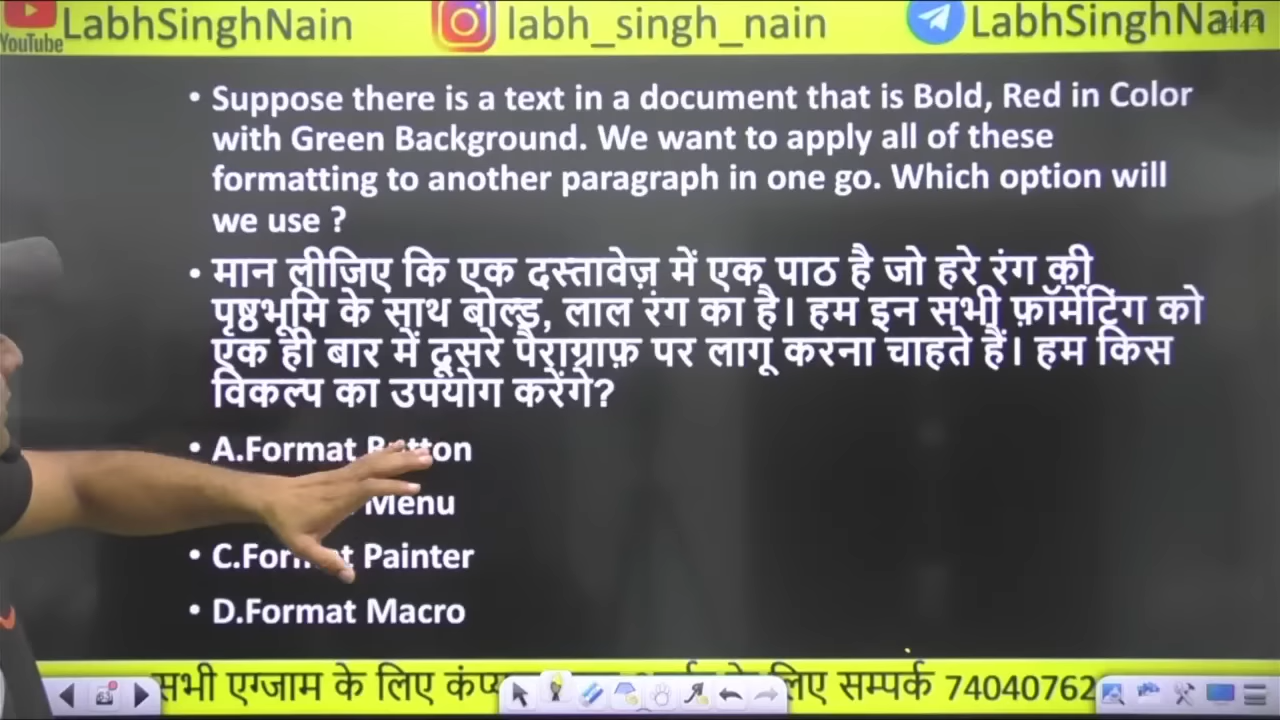 YouTube LabhSinghNain labh_singh_nain LabhSinghNain
• Suppose there is a text in a document that is Bold, Red in Color
with Green Background. We want to apply all of these
formatting to another paragraph in one go. Which option will
we use ?
• मान लीजिए कि एक दस्तावेज़ में एक पाठ है जो हरे रंग की
पृष्ठभूमि के साथ बोल्ड, लाल रंग का है। हम इन सभी फ़ॉर्मेटिंग को
एक ही बार में दूसरे पैराग्राफ़ पर लागू करना चाहते हैं। हम किस
विकल्प का उपयोग करेंगे?
• A.Format Button
Menu
• C.Format Painter
• D.Format Macro
सभी एग्जाम के लिए लिए सम्पर्क 74040762